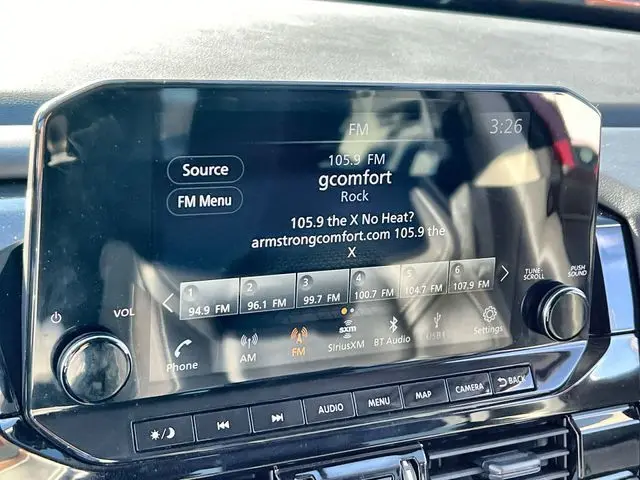 FM
3:26
105.9 FM
Source
gcomfort
FM Menu
Rock
105.9 the X No Heat?
armstrongcomfort.com 105.9 the
X
1
94.9 FM
2
96.1 FM
3
99.7 FM
4
100.7 FM
5
104.7 FM
6
107.9 FM
TUNE·
SCROLL
PUSH
SOUND
VOL
Phone
AM
FM
sxm
SiriusXM
BT Audio
USB1
Settings
AUDIO
MENU
MAP
CAMERA
BACK